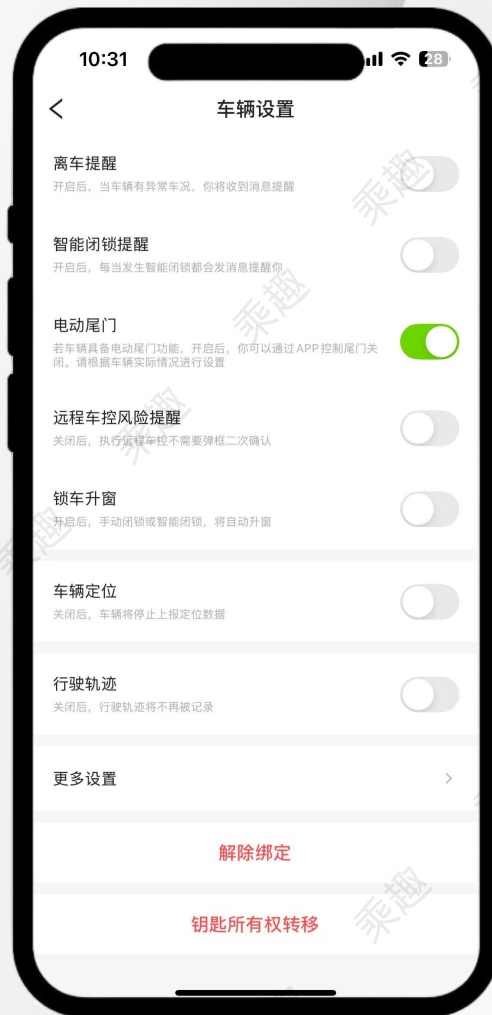 10:31
28
车辆设置
离车提醒
开启后，当车辆有异常车况，你将收到消息提醒
智能闭锁提醒
开启后，每当发生智能闭锁都会发消息提醒你
电动尾门
若车辆具备电动尾门功能，开启后，你可以通过APP控制尾门关
闭。请根据车辆实际情况进行设置
远程车控风险提醒
关闭后，执行远程车控不需要弹框二次确认
锁车升窗
开启后，手动闭锁或智能闭锁，将自动升窗
车辆定位
关闭后，车辆将停止上报定位数据
行驶轨迹
关闭后，行驶轨迹将不再被记录
更多设置
解除绑定
钥匙所有权转移
乘趣
乘趣
乘趣
乘趣
乘趣